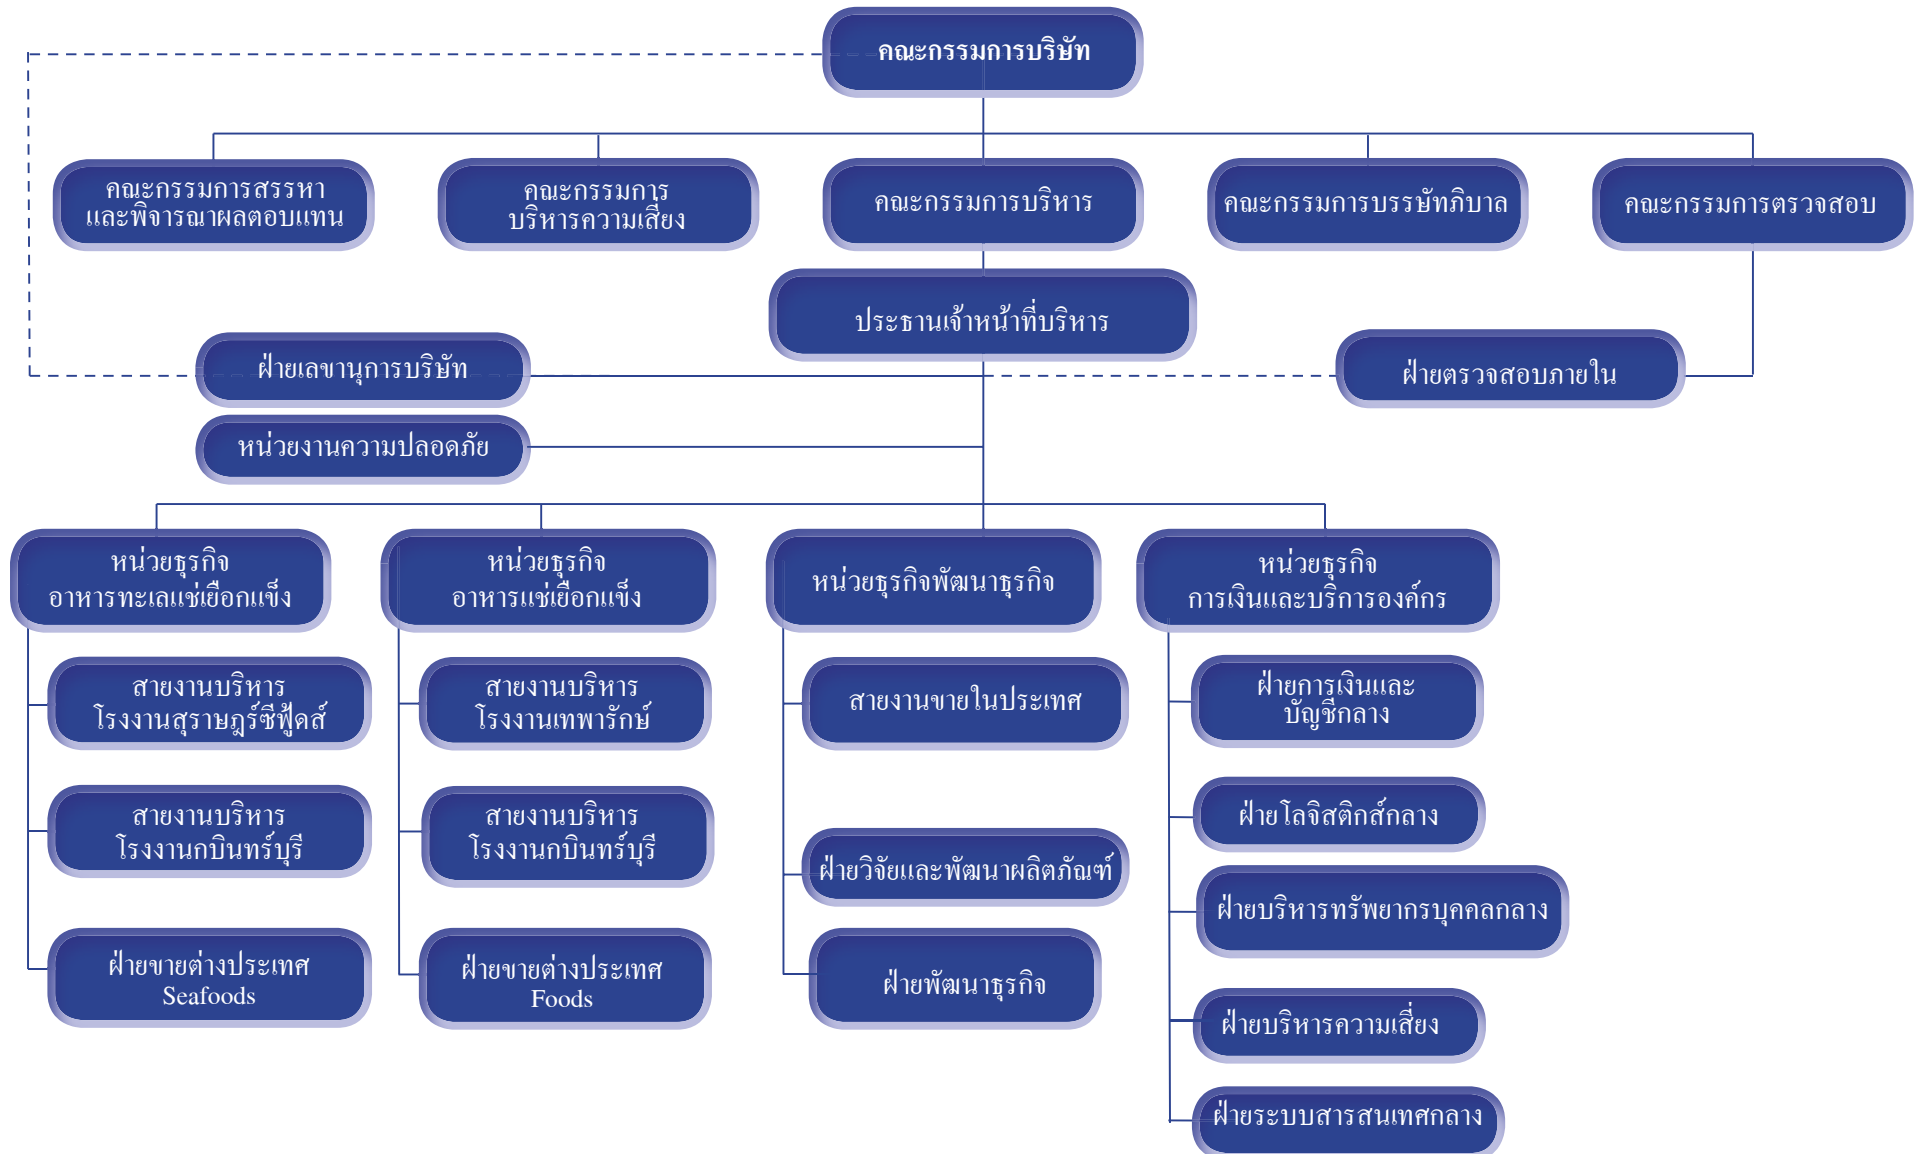 คณะกรรมการบริษัท
คณะกรรมการสรรหา
และพิจารณาผลตอบแทน
คณะกรรมการ
บริหารความเสี่ยง
คณะกรรมการบริหาร
คณะกรรมการบรรษัทภิบาล
คณะกรรมการตรวจสอบ
ประธานเจ้าหน้าที่บริหาร
ฝ่ายเลขานุการบริษัท
ฝ่ายตรวจสอบภายใน
หน่วยงานความปลอดภัย
หน่วยธุรกิจ
อาหารทะเลแช่เยือกแข็ง
หน่วยธุรกิจ
อาหารแช่เยือกแข็ง
หน่วยธุรกิจพัฒนาธุรกิจ
หน่วยธุรกิจ
การเงินและบริการองค์กร
สายงานบริหาร
โรงงานสุราษฎร์ซีฟู้ดส์
สายงานบริหาร
โรงงานเทพารักษ์
สายงานขายในประเทศ
ฝ่ายการเงินและ
บัญชีกลาง
สายงานบริหาร
โรงงานกบินทร์บุรี
สายงานบริหาร
โรงงานกบินทร์บุรี
ฝ่ายวิจัยและพัฒนาผลิตภัณฑ์
ฝ่ายโลจิสติกส์กลาง
ฝ่ายบริหารทรัพยากรบุคคลกลาง
ฝ่ายขายต่างประเทศ
Seafoods
ฝ่ายขายต่างประเทศ
Foods
ฝ่ายพัฒนาธุรกิจ
ฝ่ายบริหารความเสี่ยง
ฝ่ายระบบสารสนเทศกลาง